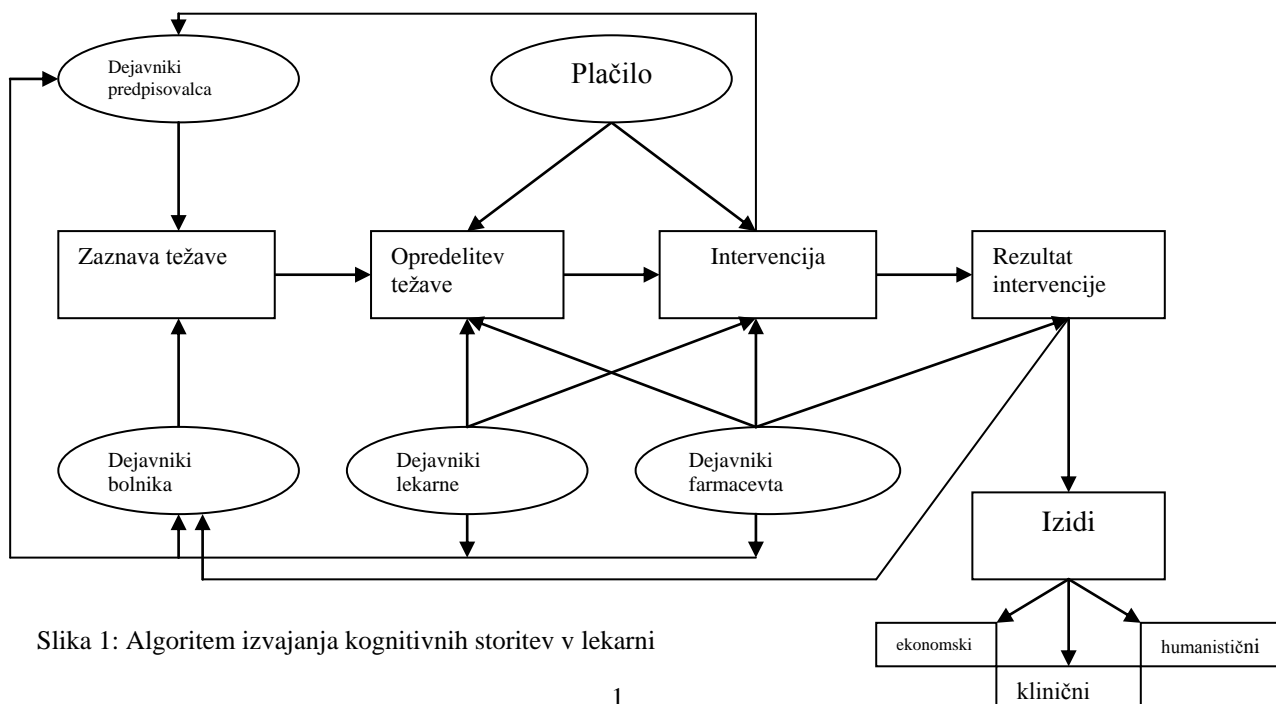 Dejavniki
predpisovalca
Plačilo
Zaznava težave
Opredelitev
težave
Intervencija
Rezultat
intervencije
Dejavniki
bolnika
Dejavniki
lekarne
Dejavniki
farmacevta
Izidi
ekonomski
humanistični
klinični
Slika 1: Algoritem izvajanja kognitivnih storitev v lekarni
1